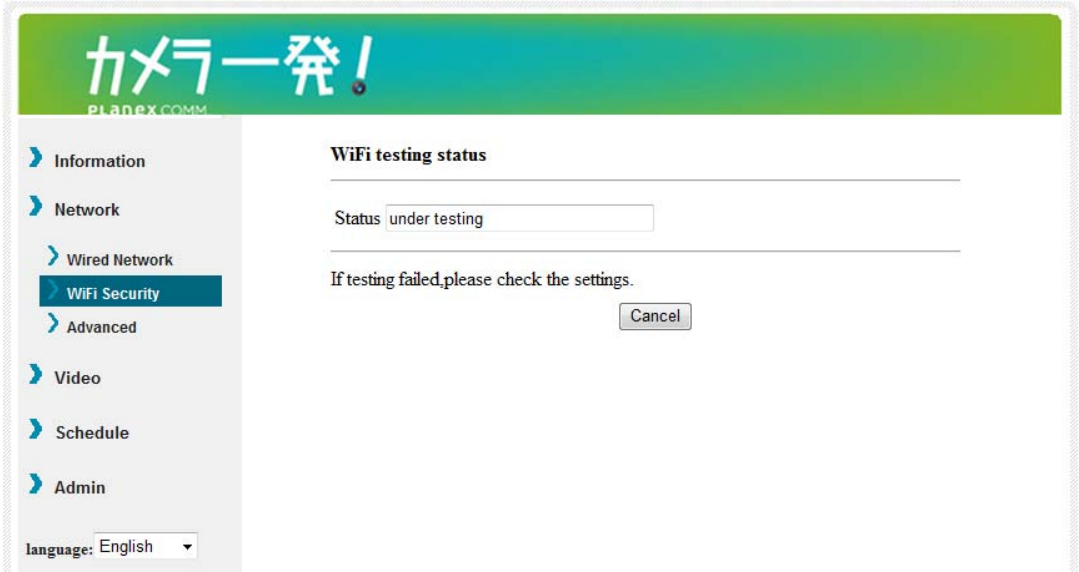 カメラ一発!
PLANEX COMM
Information
Network
Wired Network
WiFi Security
Advanced
Video
Schedule
Admin
language: English
WiFi testing status
Status under testing
If testing failed,please check the settings.
Cancel